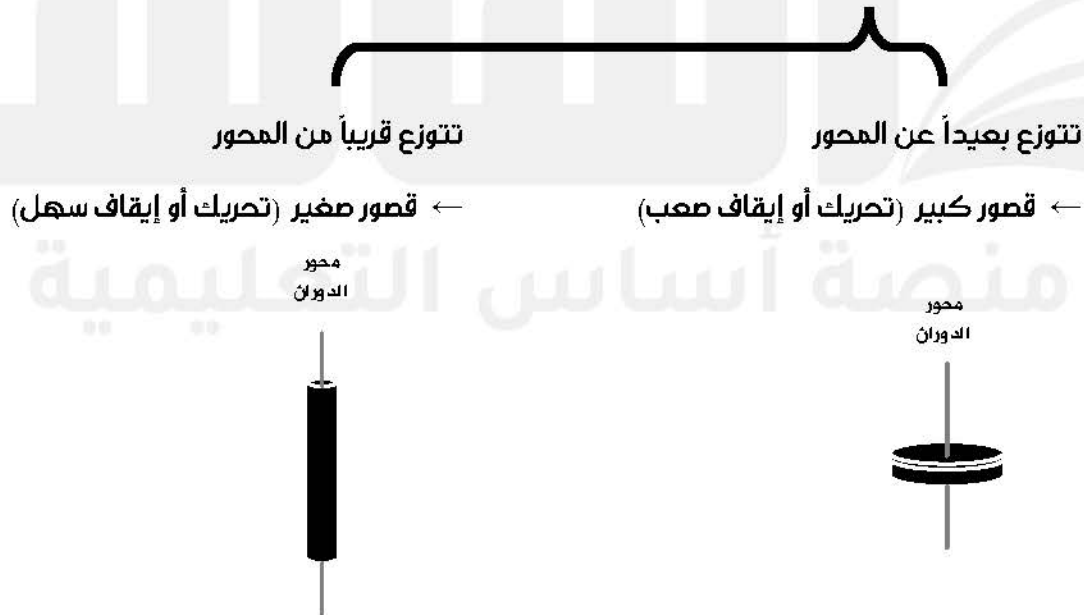 تتوزع بعيداً عن المحور
تتوزع قريباً من المحور
← قصور كبير (تحريك أو إيقاف صعب)
← قصور صغير (تحريك أو إيقاف سهل)
منصة أساس التعليمية
محور
الدوران
محور
الدوران